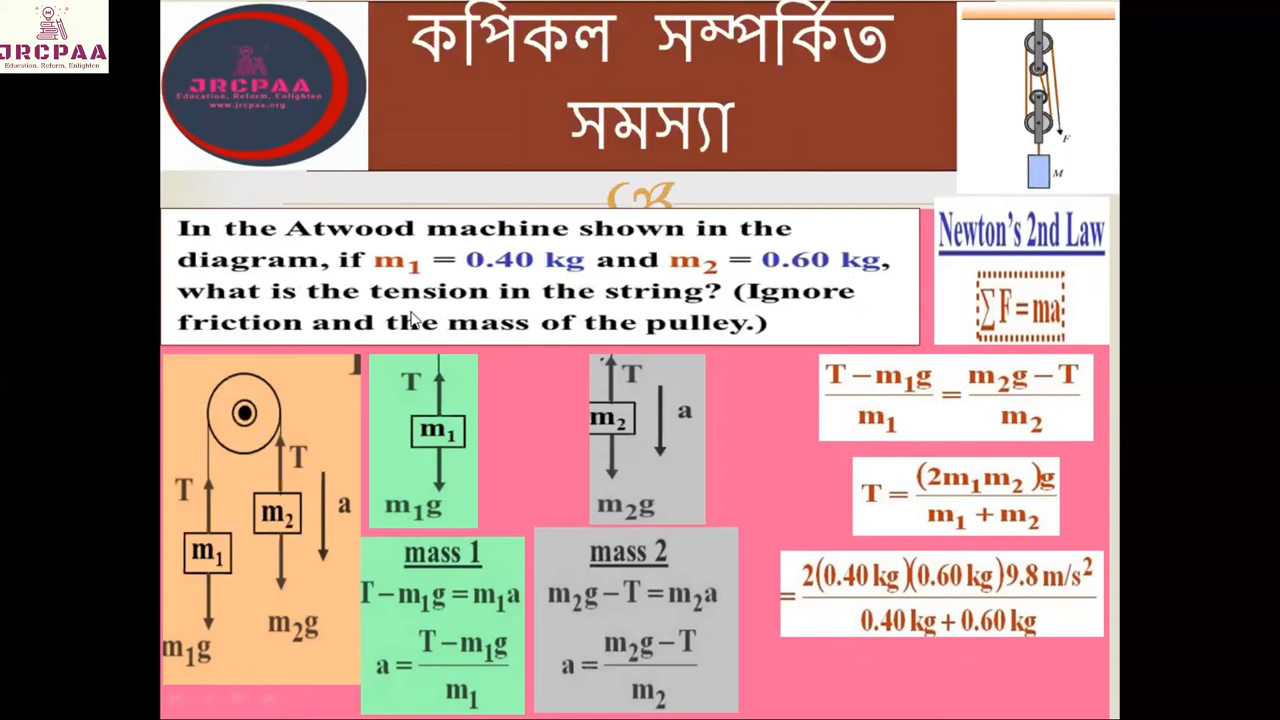 JRCPAA
Education, Reform, Enlighten
JRCPAA
Education, Reform, Enlighten
www.jrcpaa.org
কপিকল সম্পর্কিত
সমস্যা
F
M
In the Atwood machine shown in the
diagram, if m₁ = 0.40 kg and m₂ = 0.60 kg,
what is the tension in the string? (Ignore
friction and the mass of the pulley.)
Newton's 2nd Law
∑F = ma
T
T
m₂
a
m₁
m₂g
m₁g
T
m₁
m₁g
T
m₂
a
m₂g
mass 1
T − m₁g = m₁a
a = (T − m₁g)/m₁
mass 2
m₂g − T = m₂a
a = (m₂g − T)/m₂
(T − m₁g)/m₁ = (m₂g − T)/m₂
T = (2m₁m₂)g/(m₁ + m₂)
= 2(0.40 kg)(0.60 kg)9.8 m/s²/(0.40 kg + 0.60 kg)